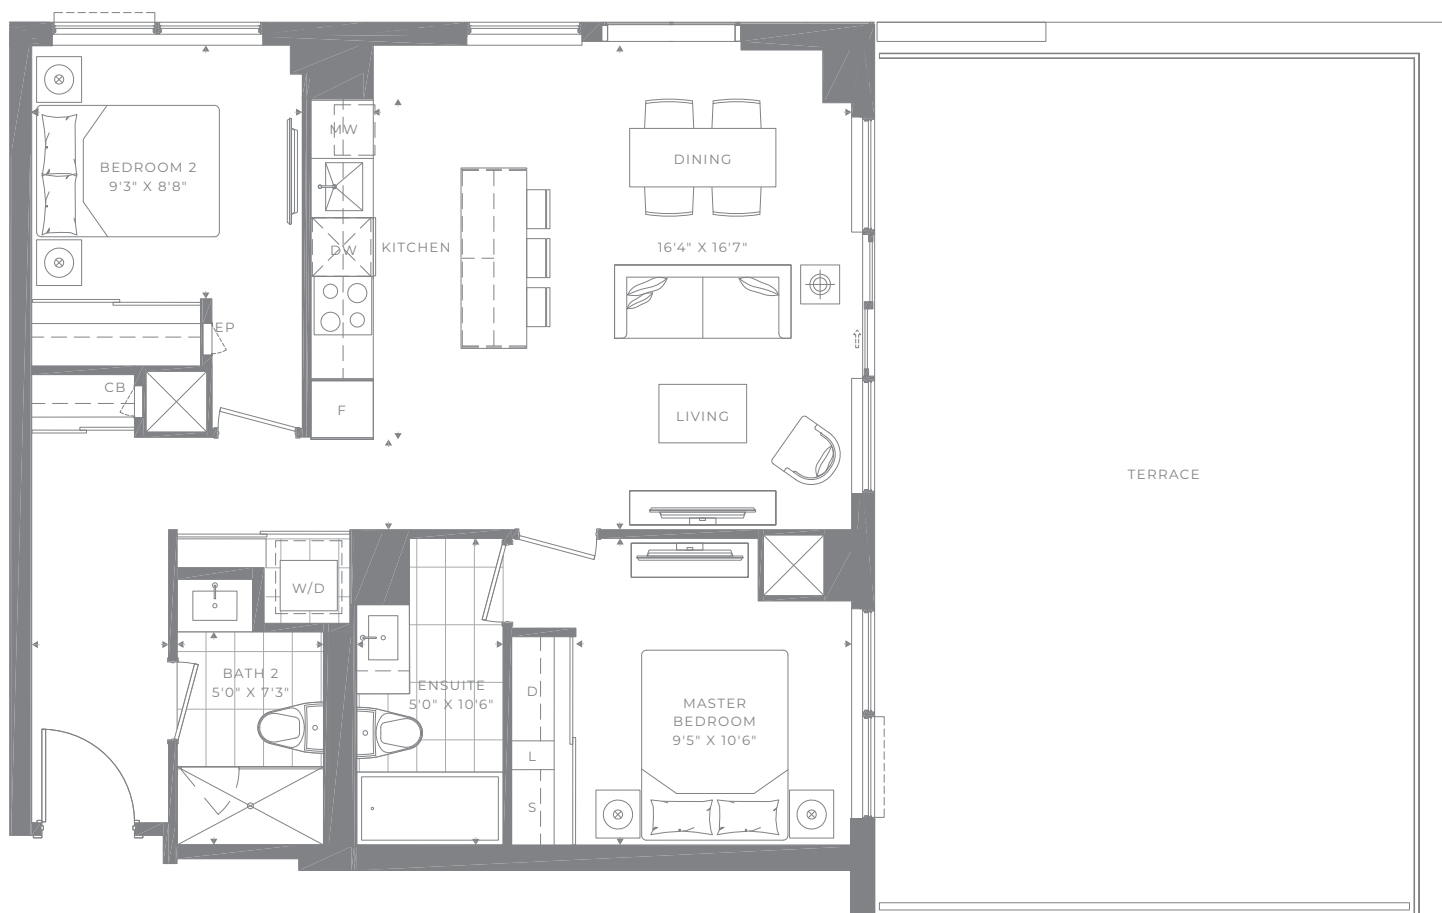 MW
BEDROOM 2
9'3" X 8'8"
DINING
DW
KITCHEN
16'4" X 16'7"
EP
CB
F
LIVING
TERRACE
W/D
BATH 2
5'0" X 7'3"
ENSUITE
5'0" X 10'6"
D
L
S
MASTER
BEDROOM
9'5" X 10'6"